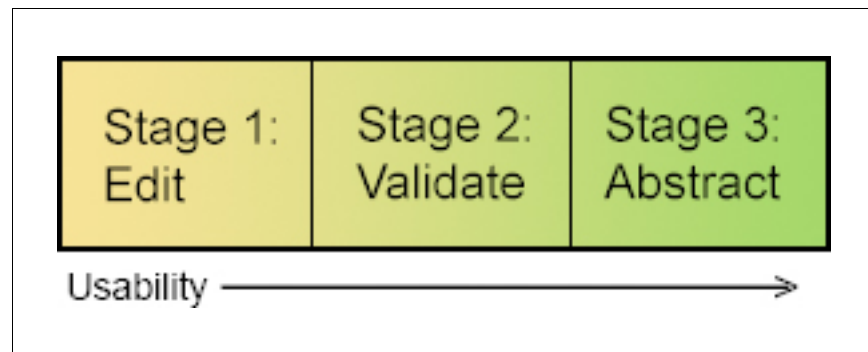 Stage 1:
Edit
Stage 2:
Validate
Stage 3:
Abstract
Usability